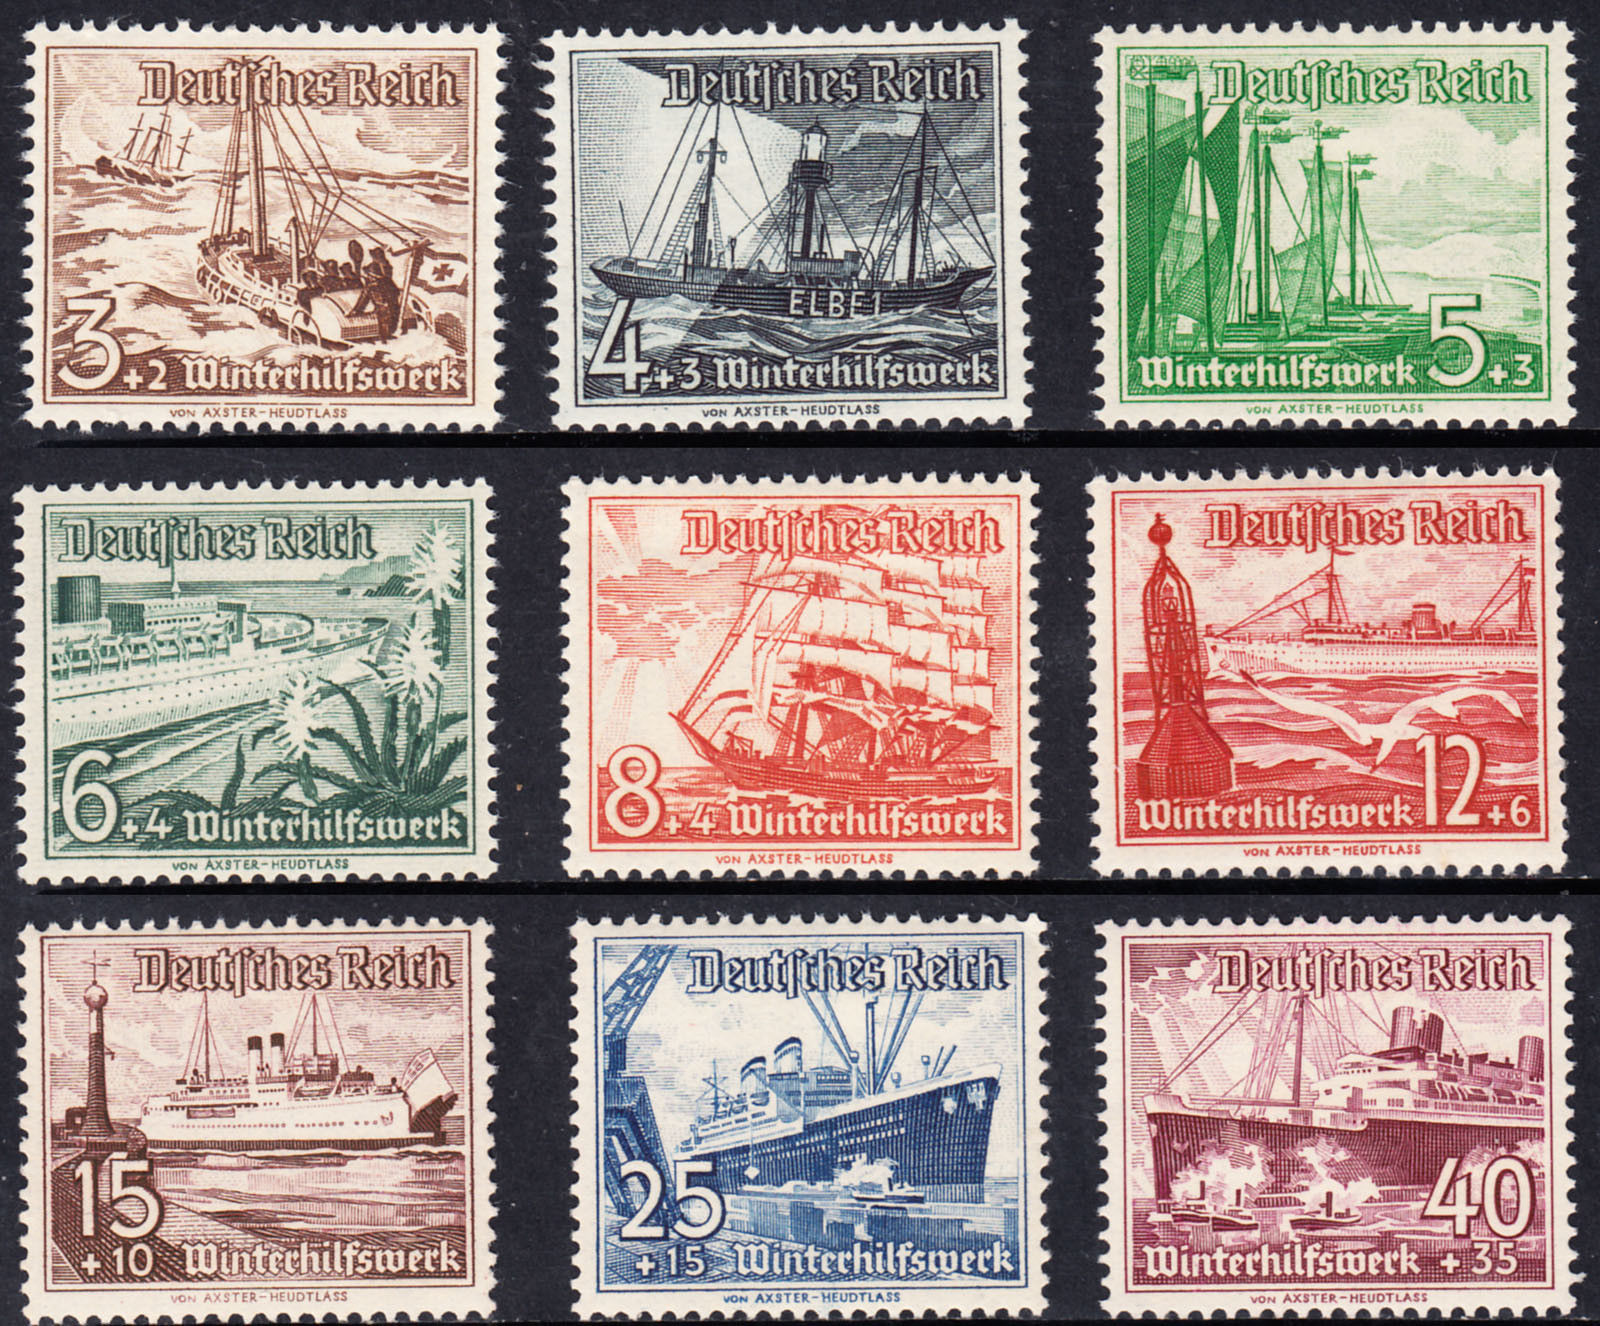 Deutſches Reich
3 +2 Winterhilfswerk
VON AXSTER-HEUDTLASS
Deutſches Reich
ELBE 1
4 +3 Winterhilfswerk
VON AXSTER-HEUDTLASS
Deutſches Reich
Winterhilfswerk 5 +3
VON AXSTER-HEUDTLASS
Deutſches Reich
6 +4 Winterhilfswerk
VON AXSTER-HEUDTLASS
Deutſches Reich
8 +4 Winterhilfswerk
VON AXSTER-HEUDTLASS
Deutſches Reich
Winterhilfswerk 12 +6
VON AXSTER-HEUDTLASS
Deutſches Reich
15
+10 Winterhilfswerk
VON AXSTER-HEUDTLASS
Deutſches Reich
25
+15 Winterhilfswerk
VON AXSTER-HEUDTLASS
Deutſches Reich
40
Winterhilfswerk +35
VON AXSTER-HEUDTLASS